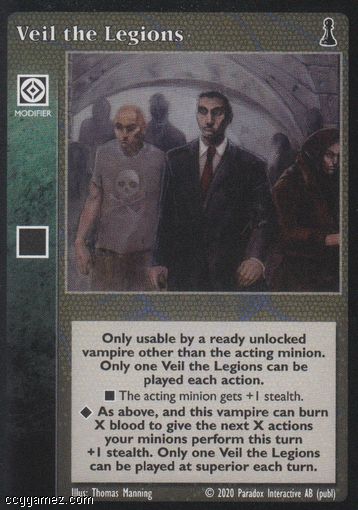 Veil the Legions
MODIFIER
Only usable by a ready unlocked
vampire other than the acting minion.
Only one Veil the Legions can be
played each action.
The acting minion gets +1 stealth.
As above, and this vampire can burn
X blood to give the next X actions
your minions perform this turn
+1 stealth. Only one Veil the Legions
can be played at superior each turn.
Illus: Thomas Manning © 2020 Paradox Interactive AB (publ)
ccggamez.com